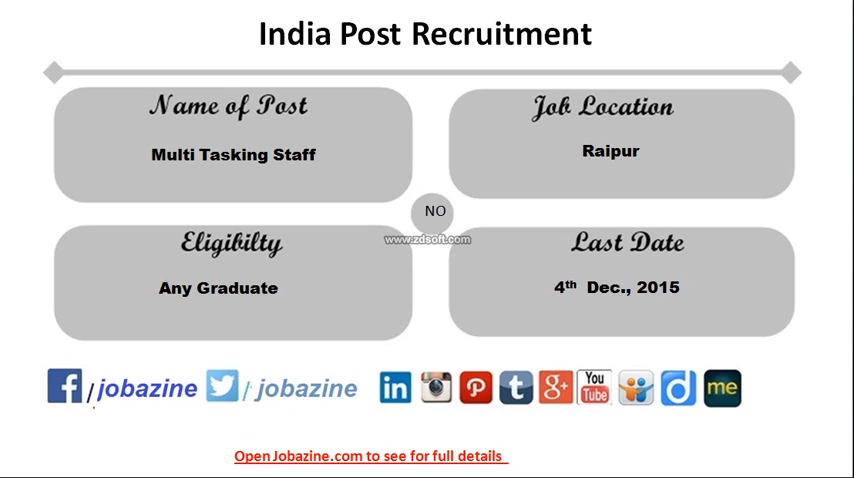 India Post Recruitment
Name of Post
Multi Tasking Staff
Job Location
Raipur
NO
www.zdsoft.com
Eligibilty
Any Graduate
Last Date
4th Dec., 2015
f /jobazine /jobazine in t g+ You Tube d me
Open Jobazine.com to see for full details